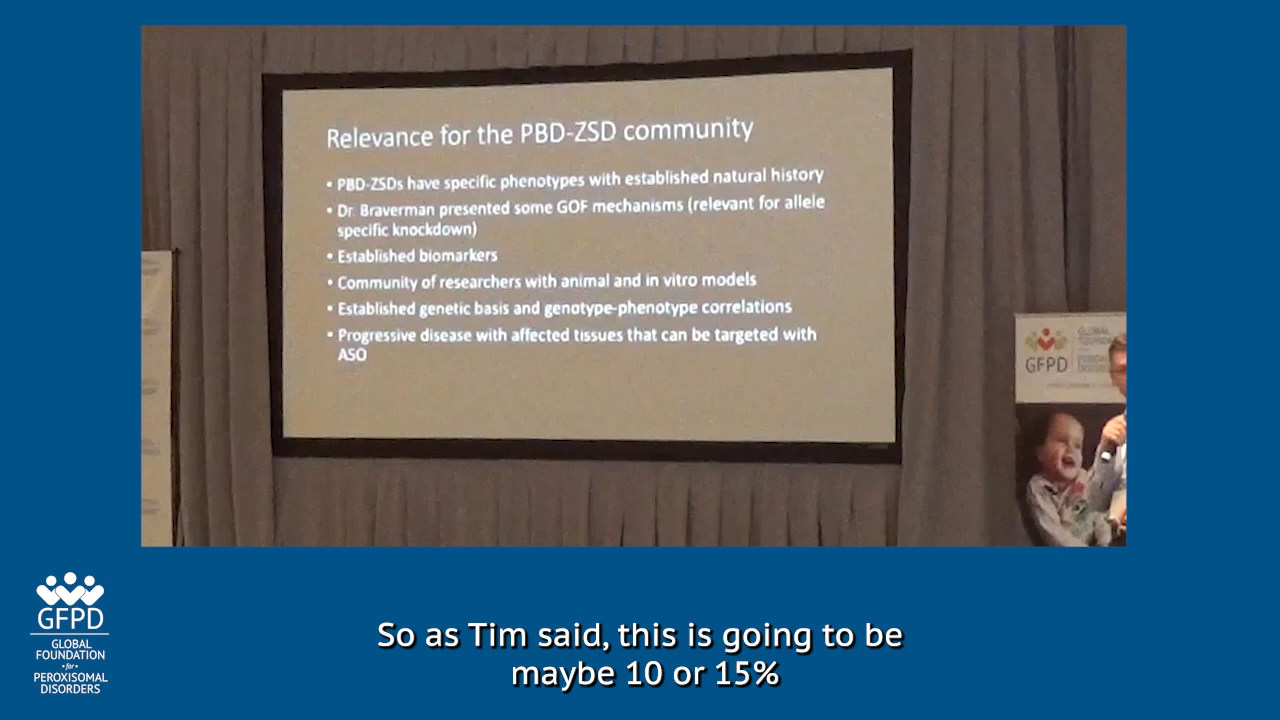 Relevance for the PBD-ZSD community
• PBD-ZSDs have specific phenotypes with established natural history
• Dr. Braverman presented some GOF mechanisms (relevant for allele
specific knockdown)
• Established biomarkers
• Community of researchers with animal and in vitro models
• Established genetic basis and genotype-phenotype correlations
• Progressive disease with affected tissues that can be targeted with
ASO
GFPD
GLOBAL
GFPD
GLOBAL
FOUNDATION
for
PEROXISOMAL
DISORDERS
So as Tim said, this is going to be
maybe 10 or 15%